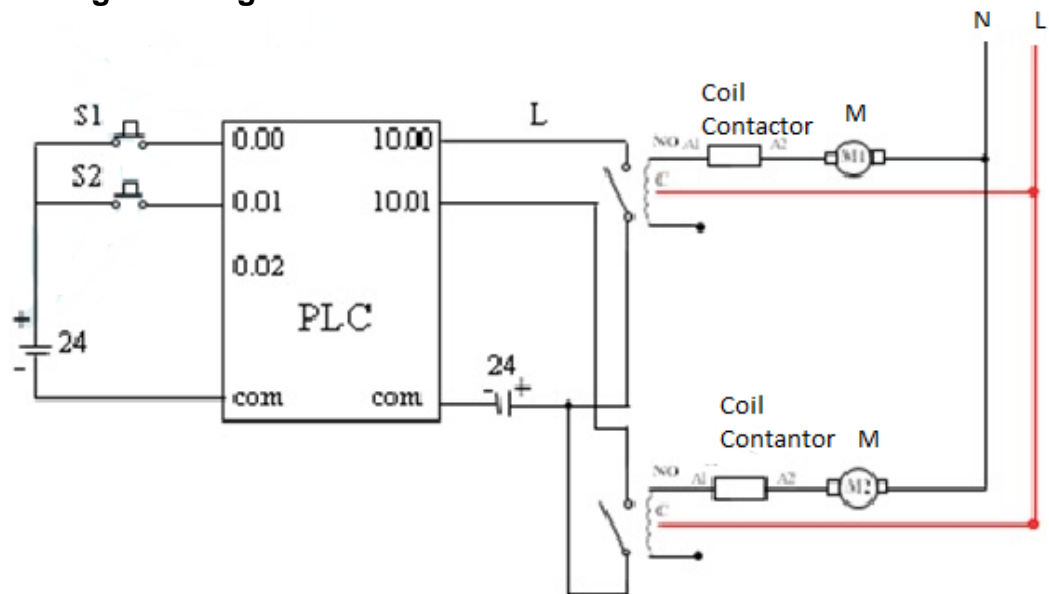 N L
Coil
Contactor M
S1
L
0.00 10.00
NO A1 A2 M1
S2
C
0.01 10.01
0.02
PLC
+
24
-
24
- +
com com
Coil
Contantor M
NO A1 A2 M2
C